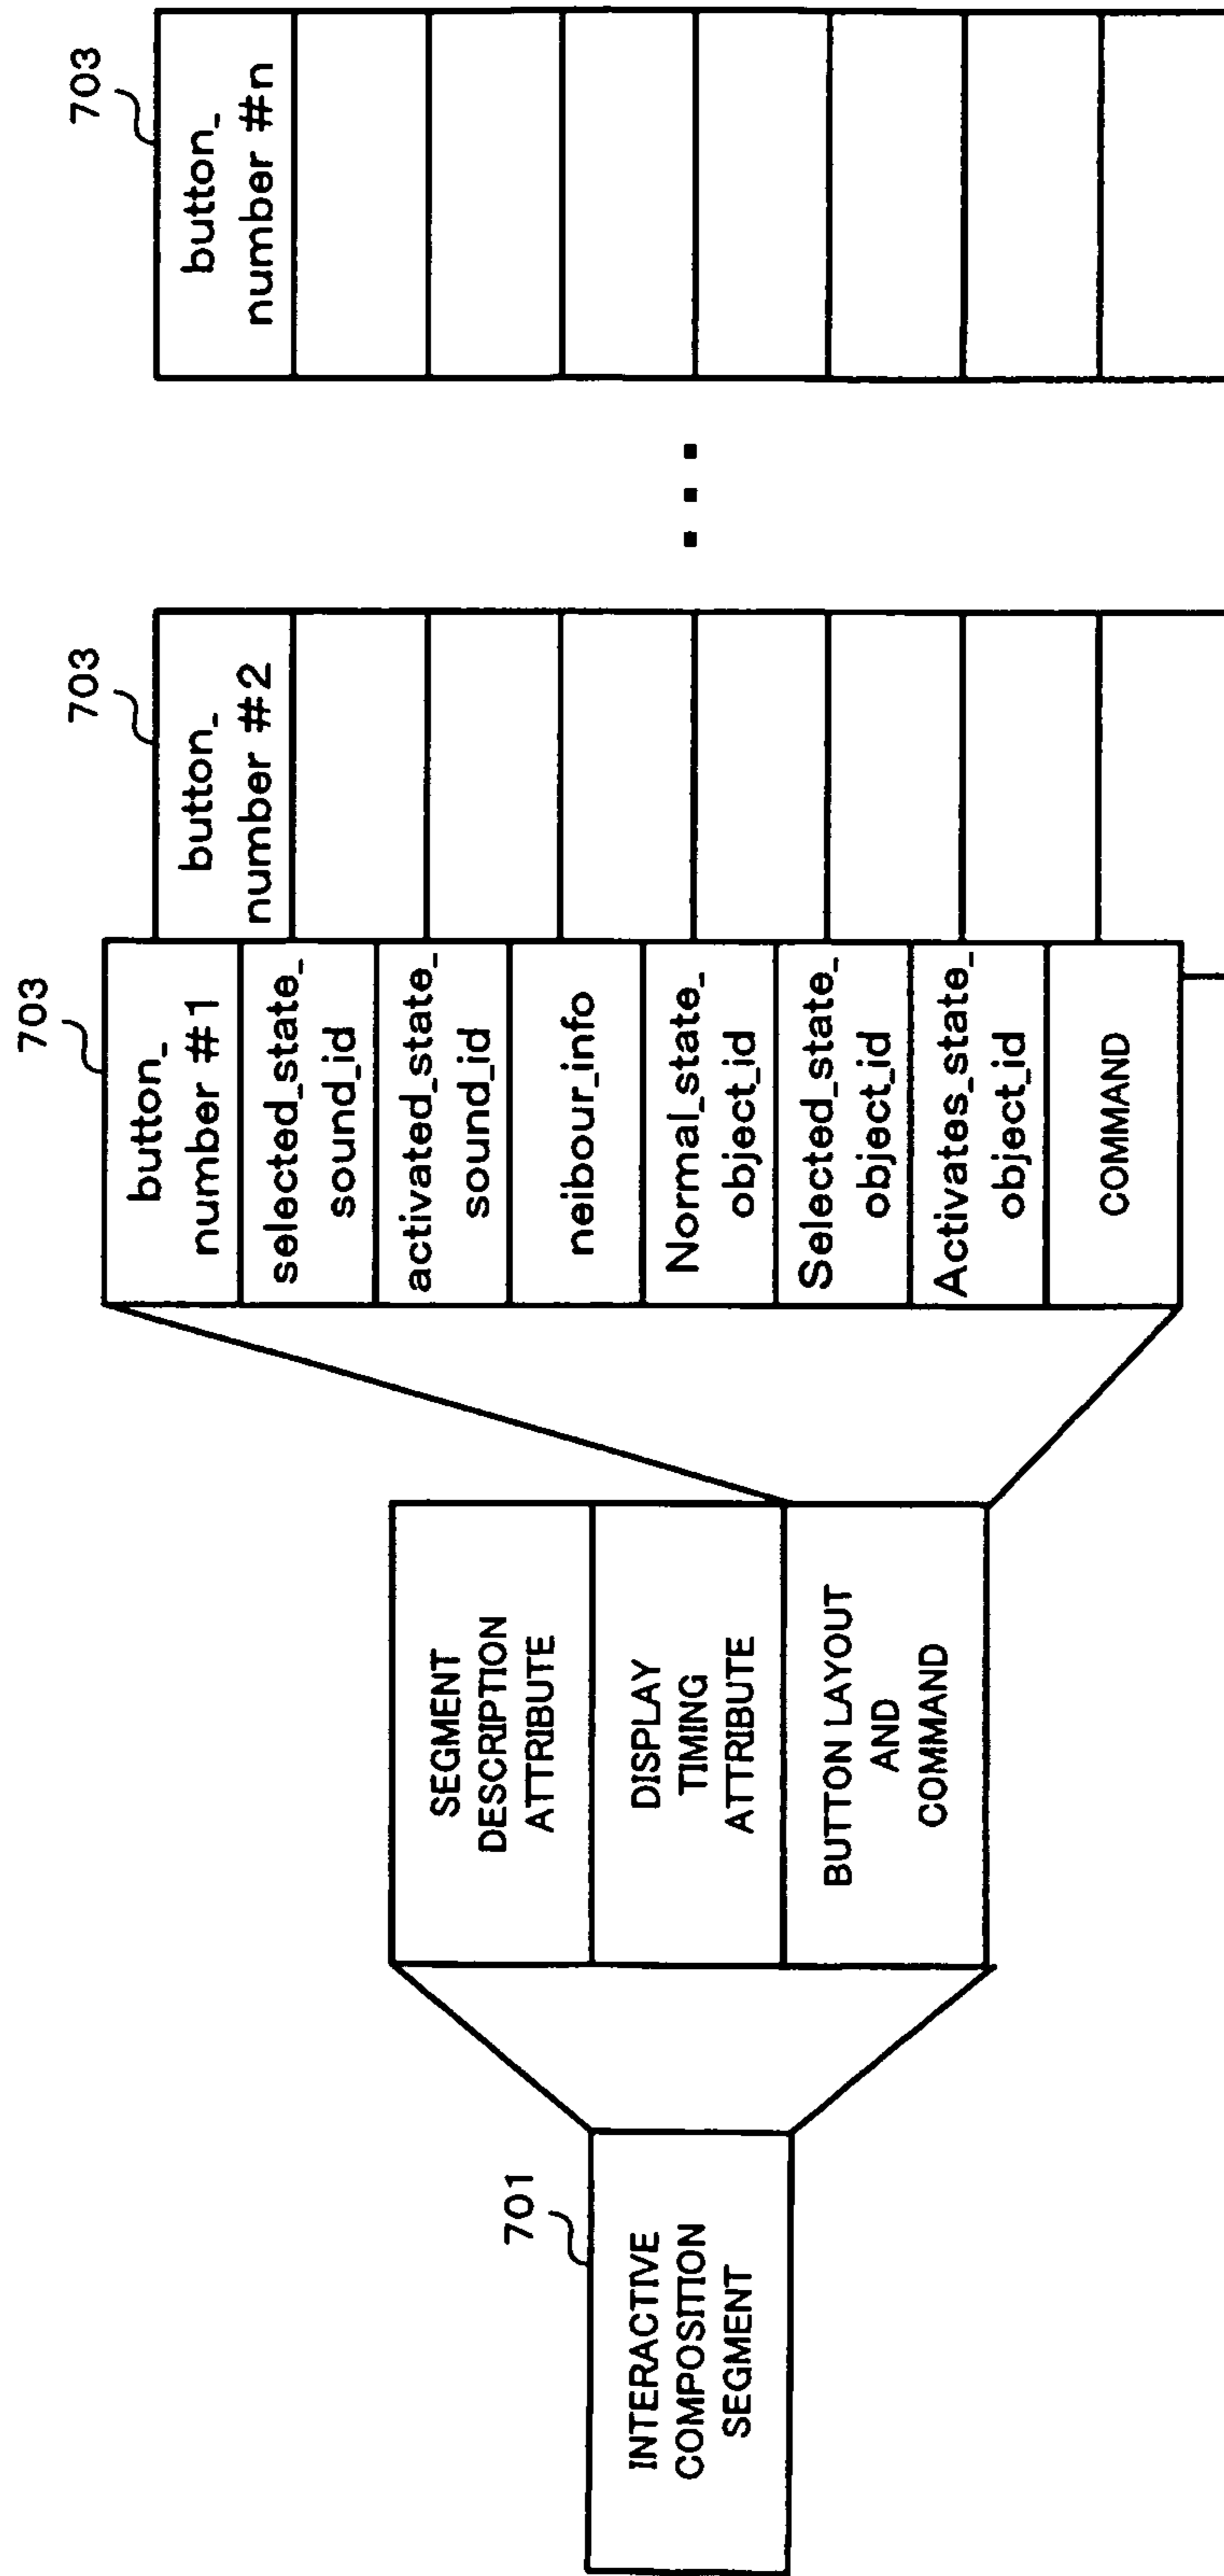 701
INTERACTIVE
COMPOSITION
SEGMENT
SEGMENT
DESCRIPTION
ATTRIBUTE
DISPLAY
TIMING
ATTRIBUTE
BUTTON LAYOUT
AND
COMMAND
703
button_
number #1
selected_state_
sound_id
activated_state_
sound_id
neibour_info
Normal_state_
object_id
Selected_state_
object_id
Activates_state_
object_id
COMMAND
703
button_
number #2
...
703
button_
number #n